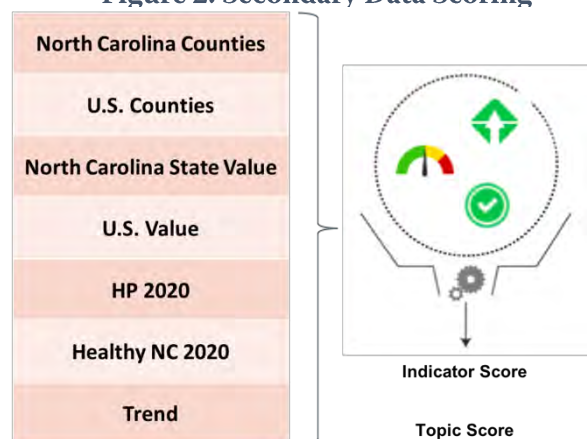 Figure 2. Secondary Data Scoring
North Carolina Counties
U.S. Counties
North Carolina State Value
U.S. Value
HP 2020
Healthy NC 2020
Trend
Indicator Score
Topic Score